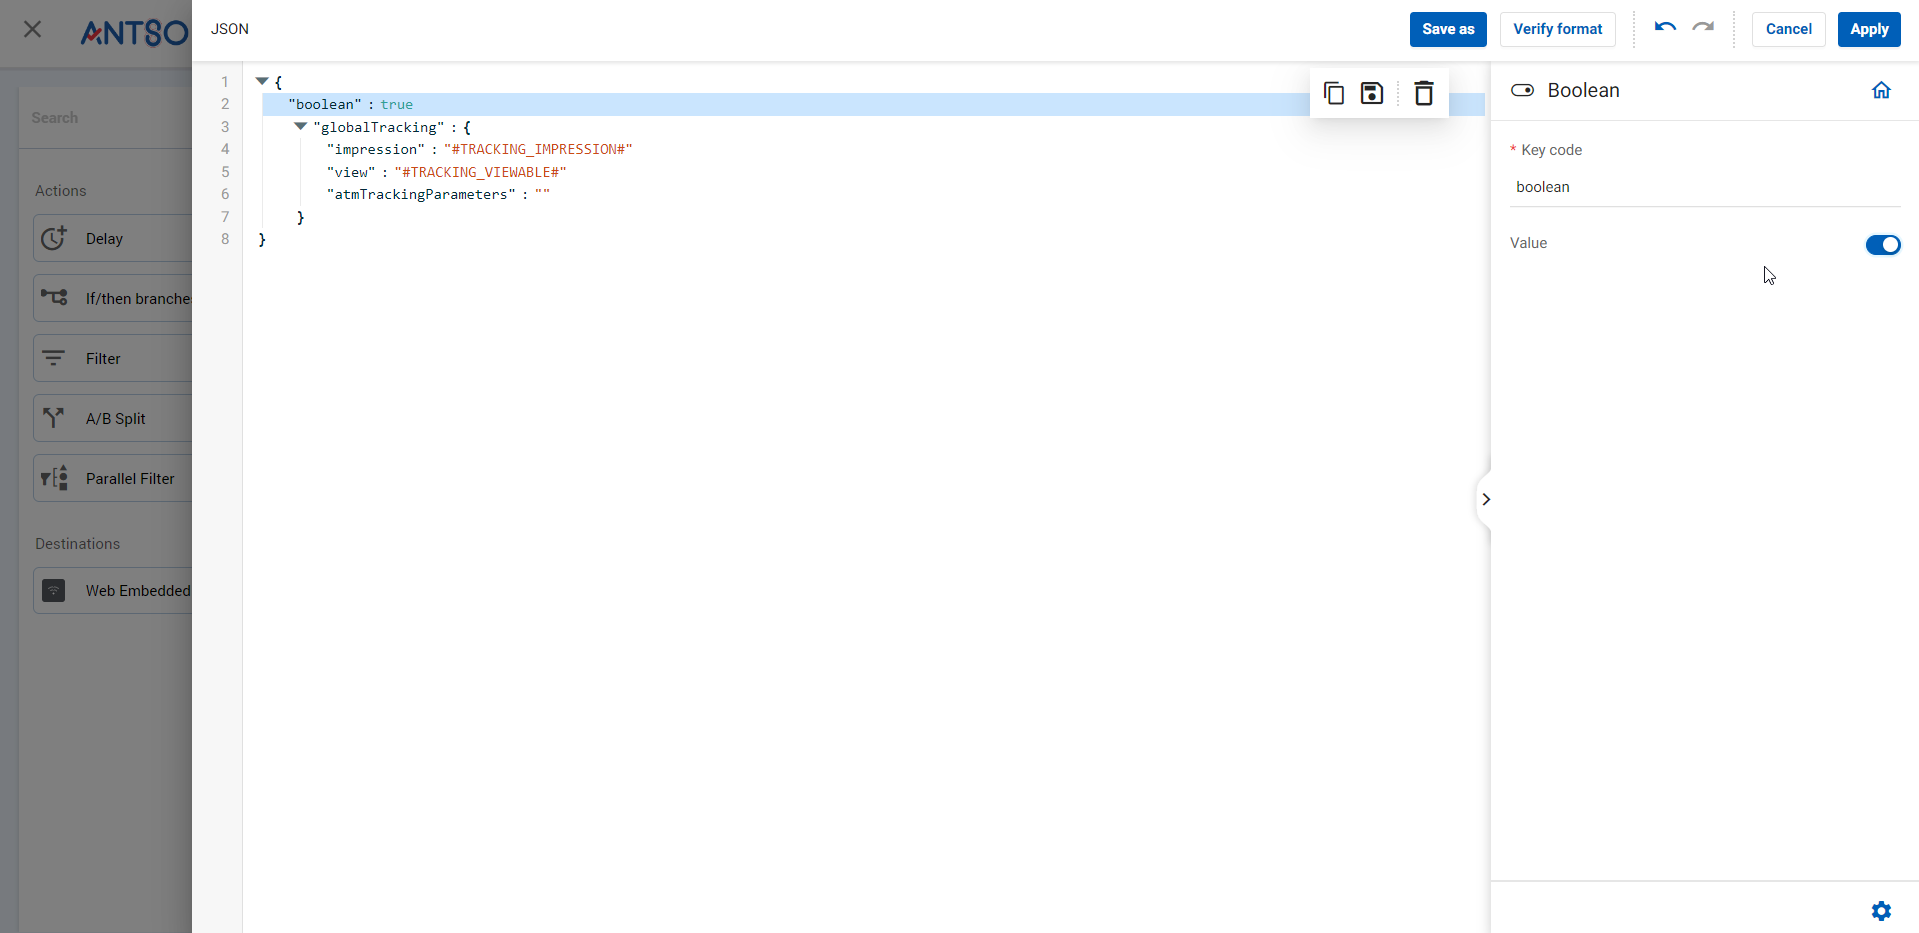 ANTSO
JSON
Save as
Verify format
Cancel
Apply
Search
Actions
Delay
If/then branche
Filter
A/B Split
Parallel Filter
Destinations
Web Embedded
1 {
2 "boolean" : true
3 "globalTracking" : {
4 "impression" : "#TRACKING_IMPRESSION#"
5 "view" : "#TRACKING_VIEWABLE#"
6 "atmTrackingParameters" : ""
7 }
8 }
Boolean
* Key code
boolean
Value